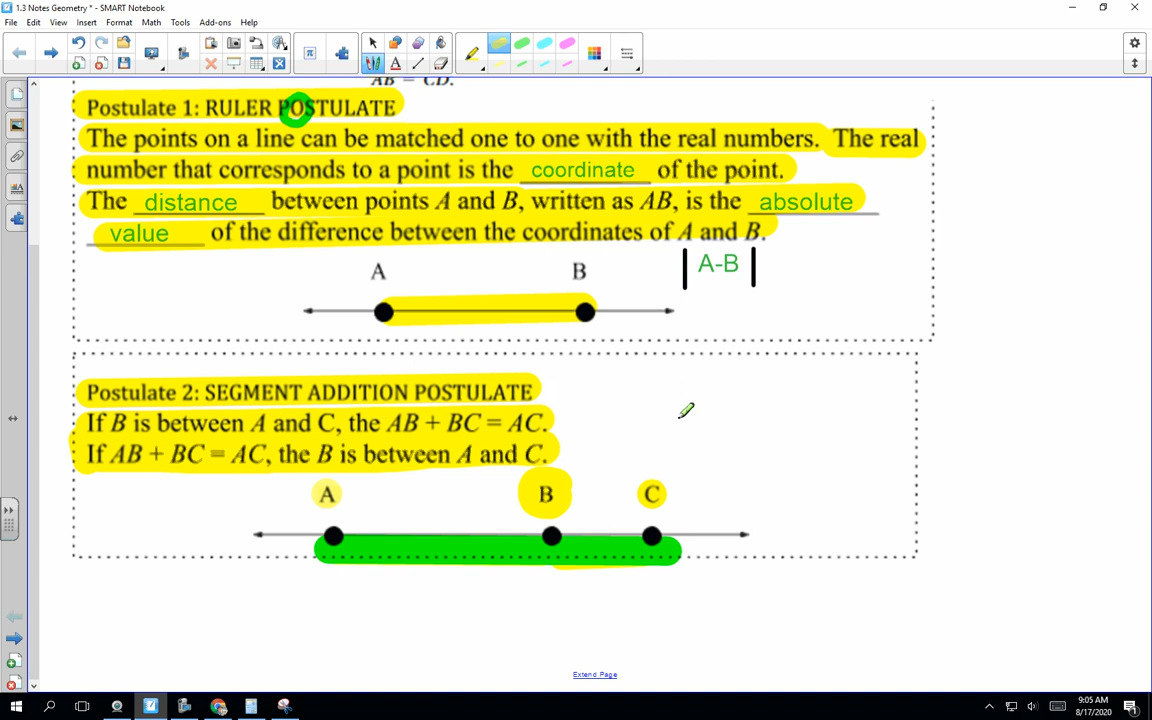 1.3 Notes Geometry * - SMART Notebook
File Edit View Insert Format Math Tools Add-ons Help
AB = CD.
Postulate 1: RULER POSTULATE
The points on a line can be matched one to one with the real numbers. The real
number that corresponds to a point is the coordinate of the point.
The distance between points A and B, written as AB, is the absolute
value of the difference between the coordinates of A and B.
| A-B |
A B
Postulate 2: SEGMENT ADDITION POSTULATE
If B is between A and C, the AB + BC = AC.
If AB + BC = AC, the B is between A and C.
A B C
Extend Page
9:05 AM
8/17/2020